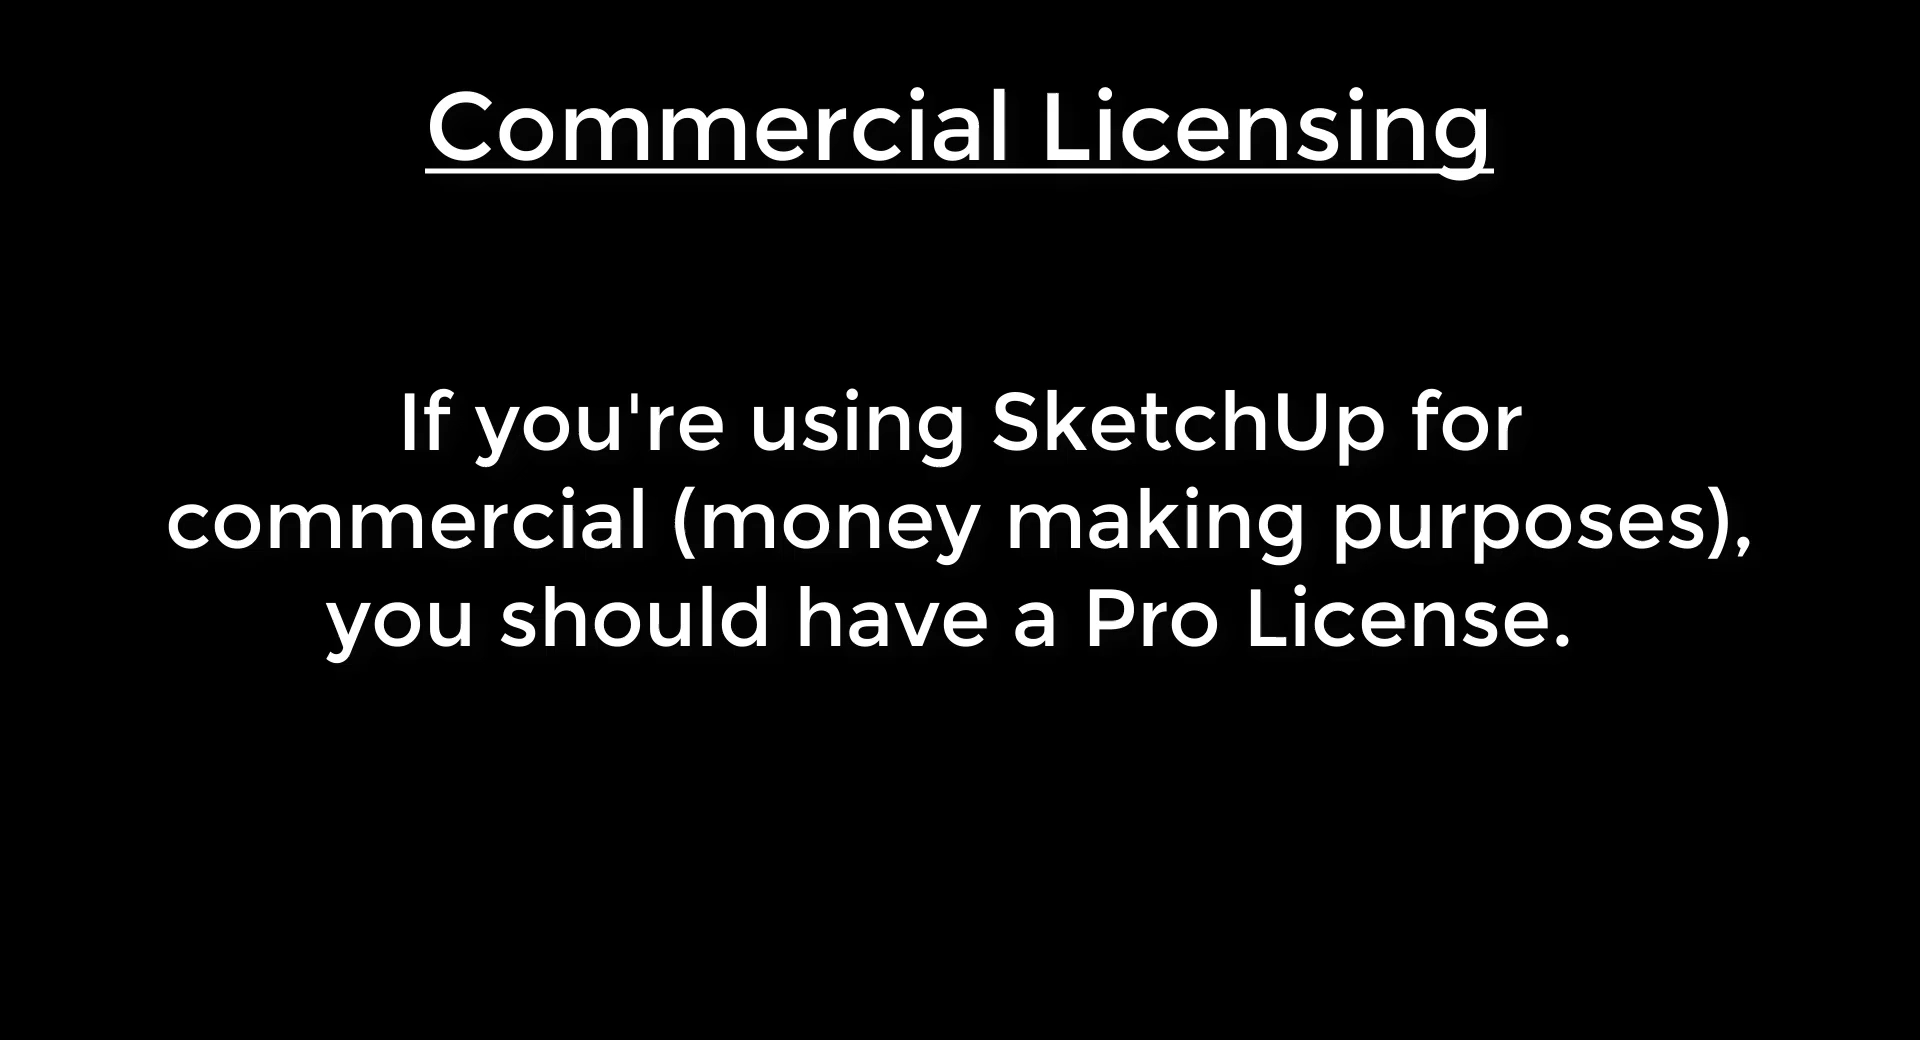 Commercial Licensing
If you're using SketchUp for
commercial (money making purposes),
you should have a Pro License.